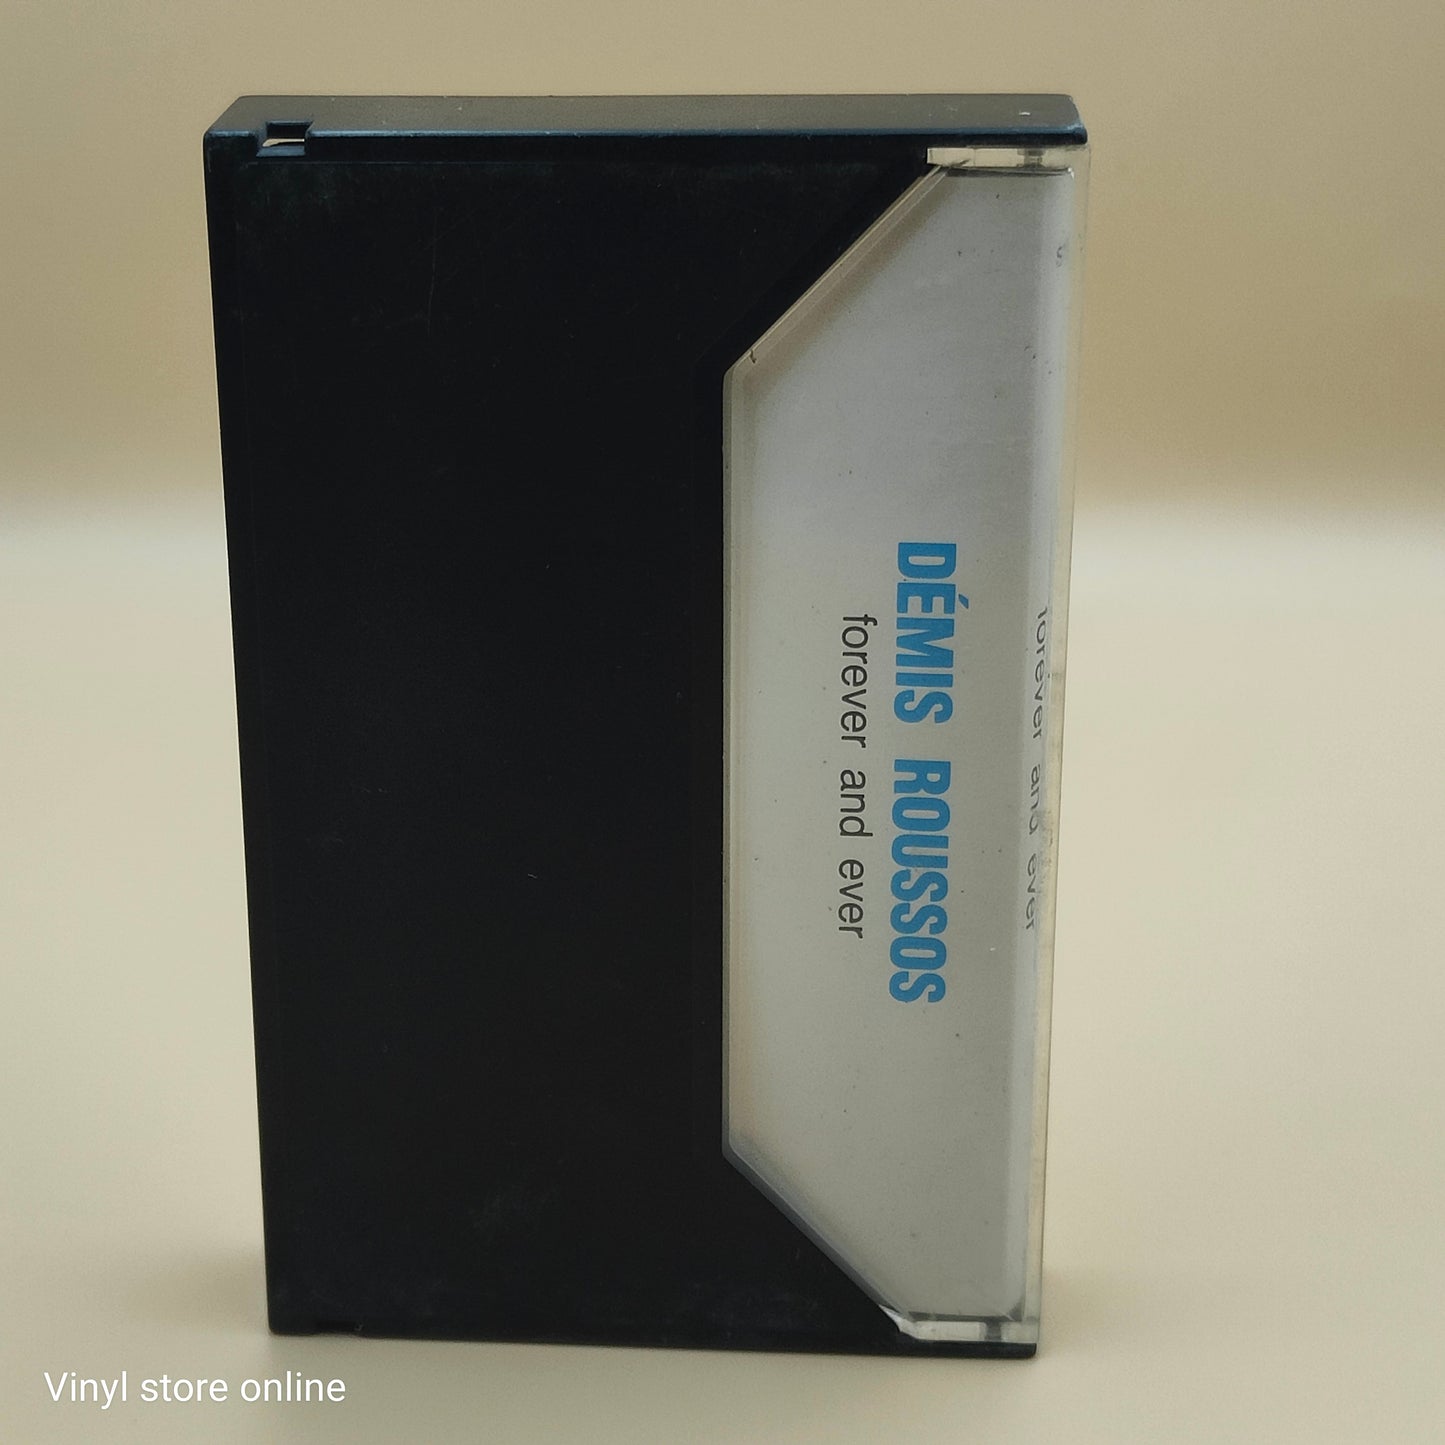 DÉMIS ROUSSOS
forever and ever
forever and ever
Vinyl store online